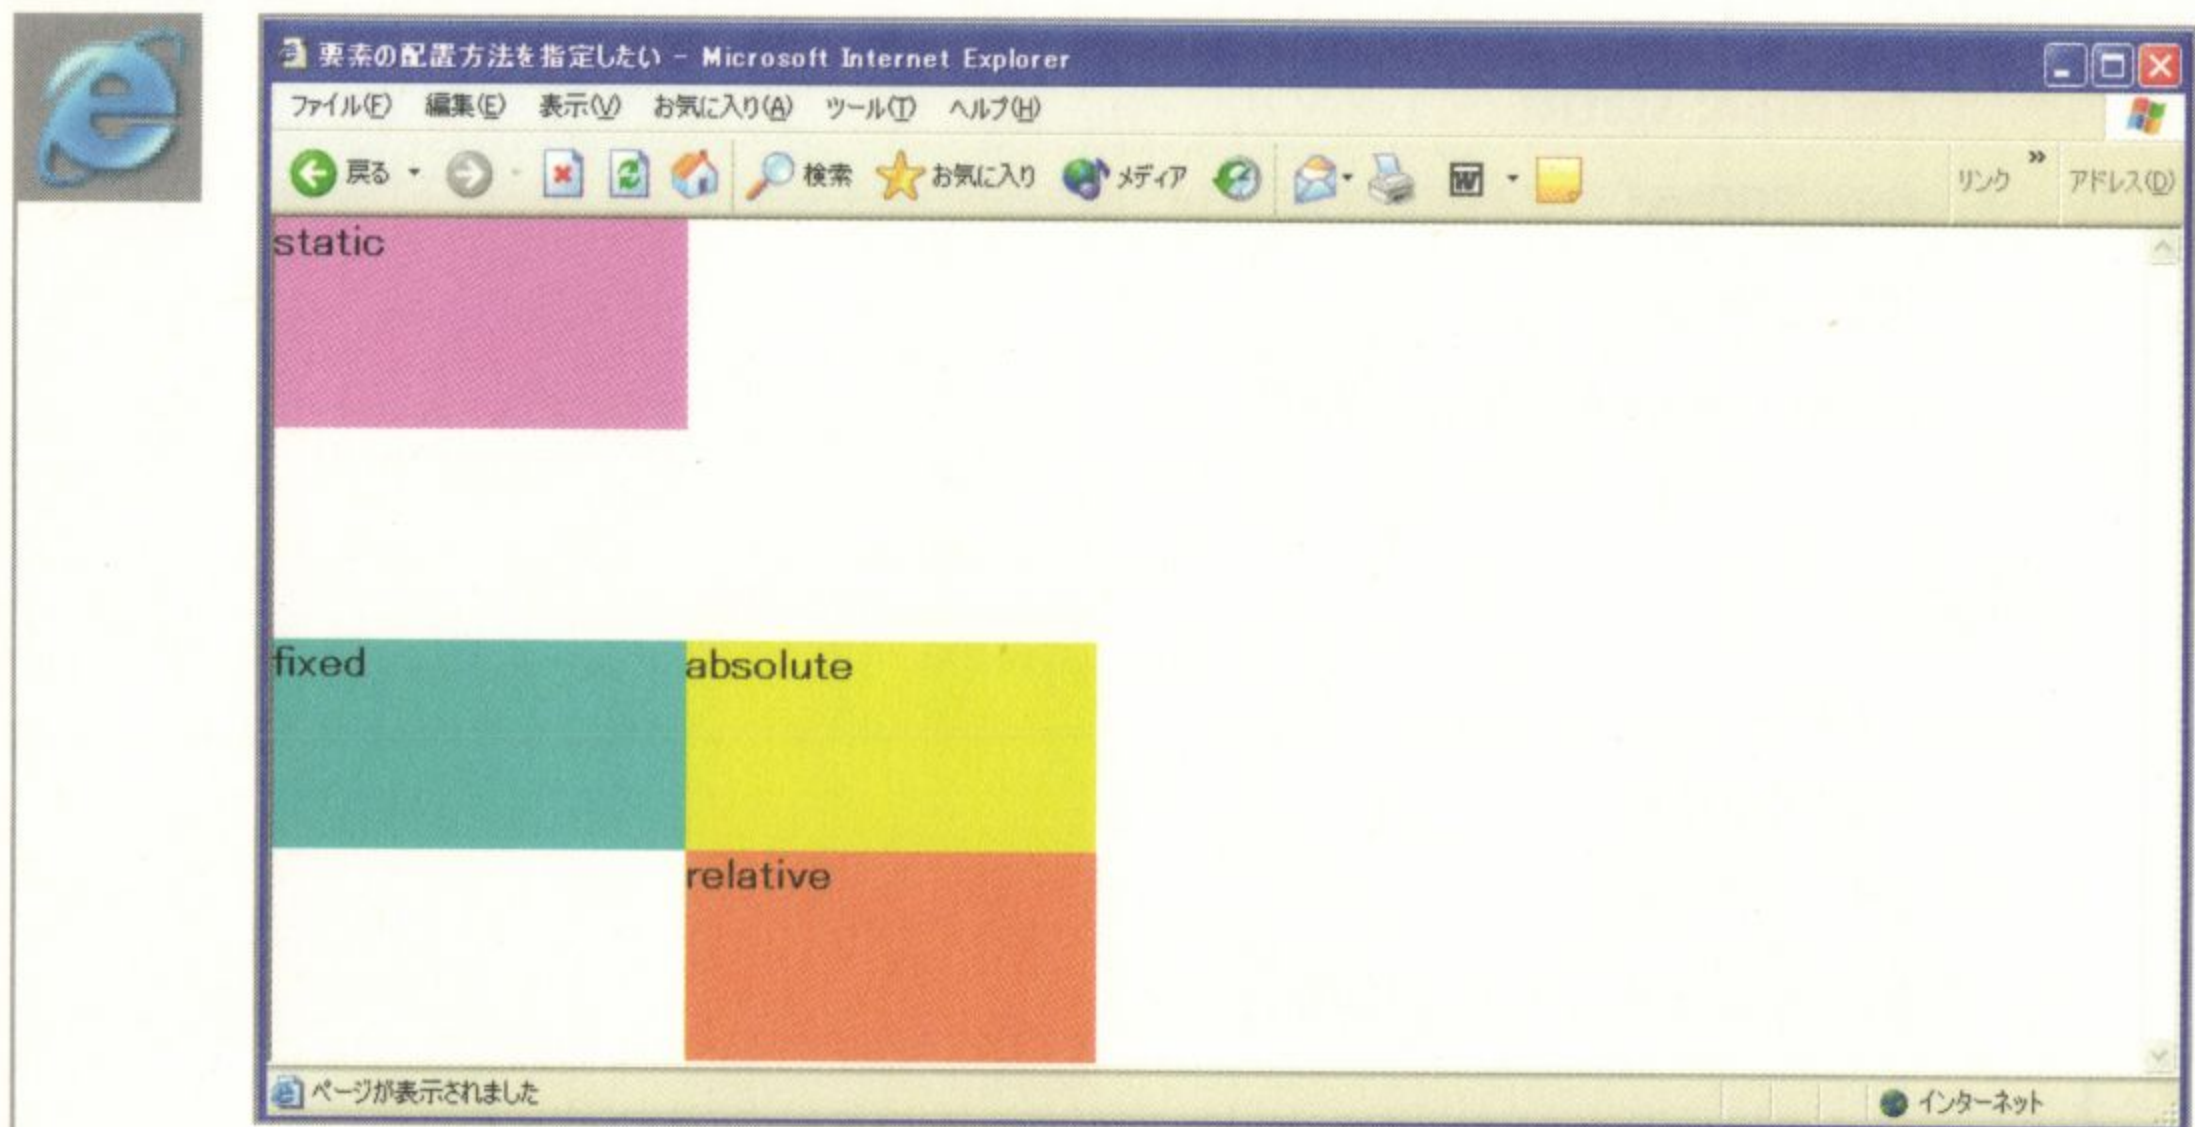 要素の配置方法を指定したい - Microsoft Internet Explorer
ファイル(F) 編集(E) 表示(V) お気に入り(A) ツール(T) ヘルプ(H)
戻る 検索 お気に入り メディア W リンク » アドレス(D)
static
fixed absolute
relative
ページが表示されました インターネット